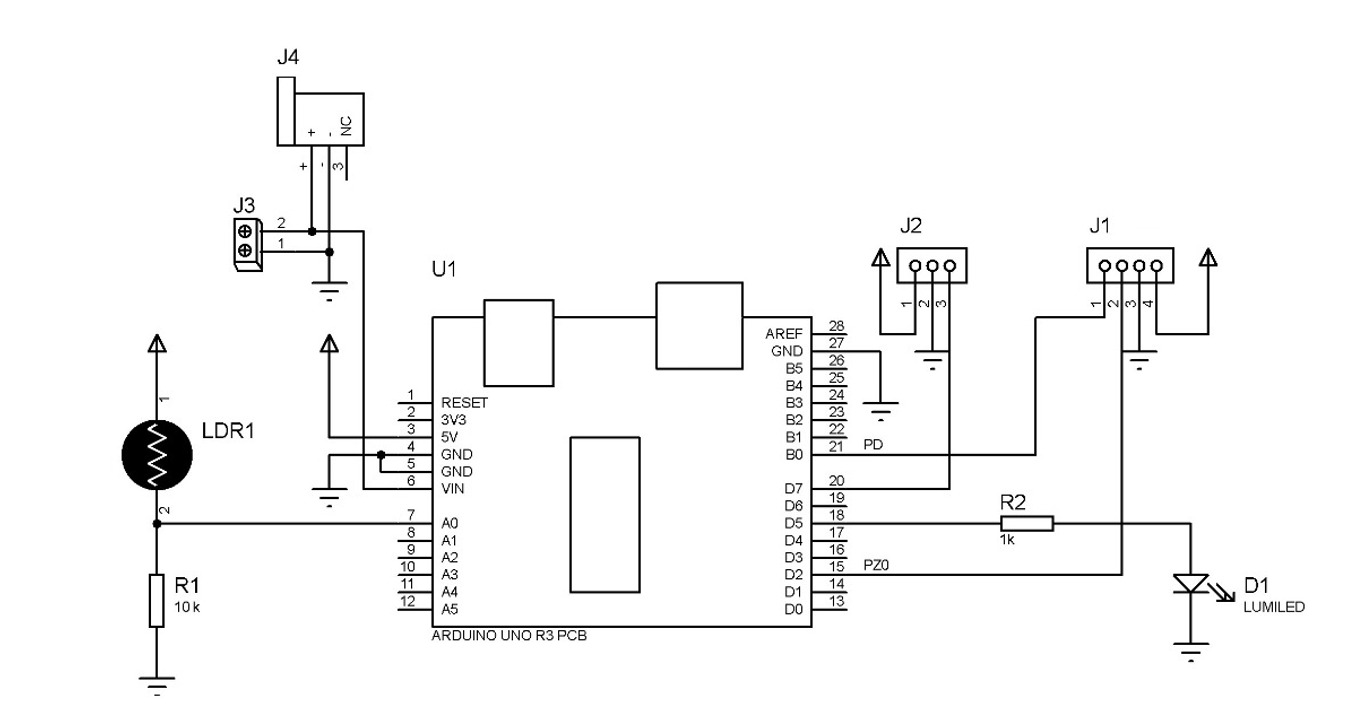 J4
+ - NC
+ - 3
J3
2
1
J2
J1
1 2 3
1 2 3 4
U1
AREF 28
GND 27
B5 26
B4 25
B3 24
B2 23
B1 22
B0 21 PD
D7 20
D6 19
D5 18
D4 17
D3 16
D2 15 PZ0
D1 14
D0 13
1 RESET
2 3V3
3 5V
4 GND
5 GND
6 VIN
7 A0
8 A1
9 A2
10 A3
11 A4
12 A5
ARDUINO UNO R3 PCB
1
LDR1
2
R1
10k
R2
1k
D1
LUMILED